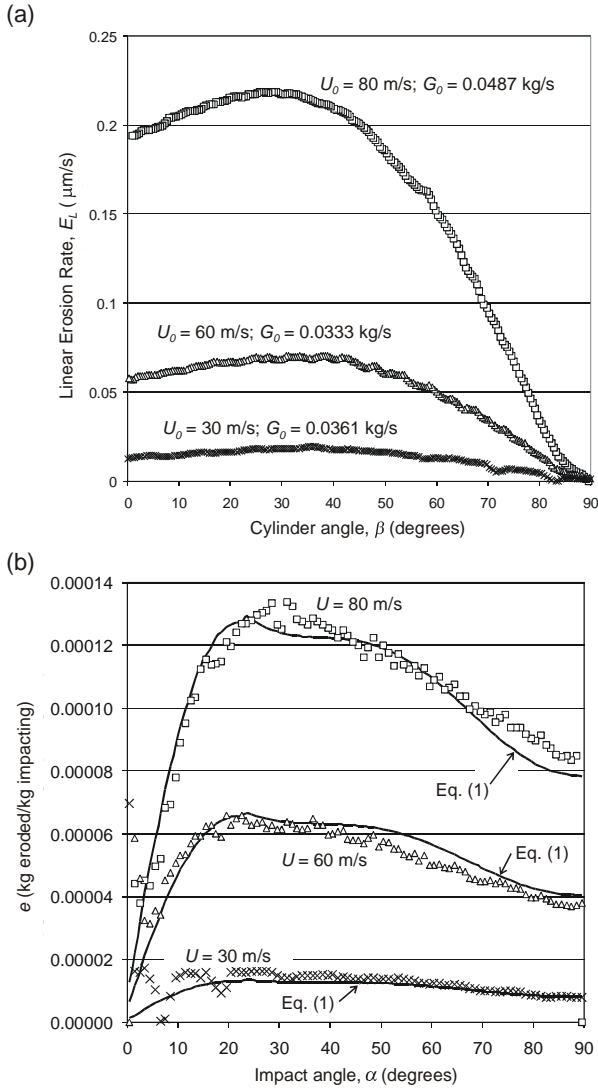 (a)
0.25
U₀ = 80 m/s; G₀ = 0.0487 kg/s
0.2
0.15
Linear Erosion Rate, E_L ( μm/s)
0.1
U₀ = 60 m/s; G₀ = 0.0333 kg/s
0.05
U₀ = 30 m/s; G₀ = 0.0361 kg/s
0
0 10 20 30 40 50 60 70 80 90
Cylinder angle, β (degrees)
(b)
0.00014
U = 80 m/s
0.00012
0.00010
0.00008
Eq. (1)
e (kg eroded/kg impacting)
0.00006
U = 60 m/s
Eq. (1)
0.00004
0.00002
U = 30 m/s
Eq. (1)
0.00000
0 10 20 30 40 50 60 70 80 90
Impact angle, α (degrees)